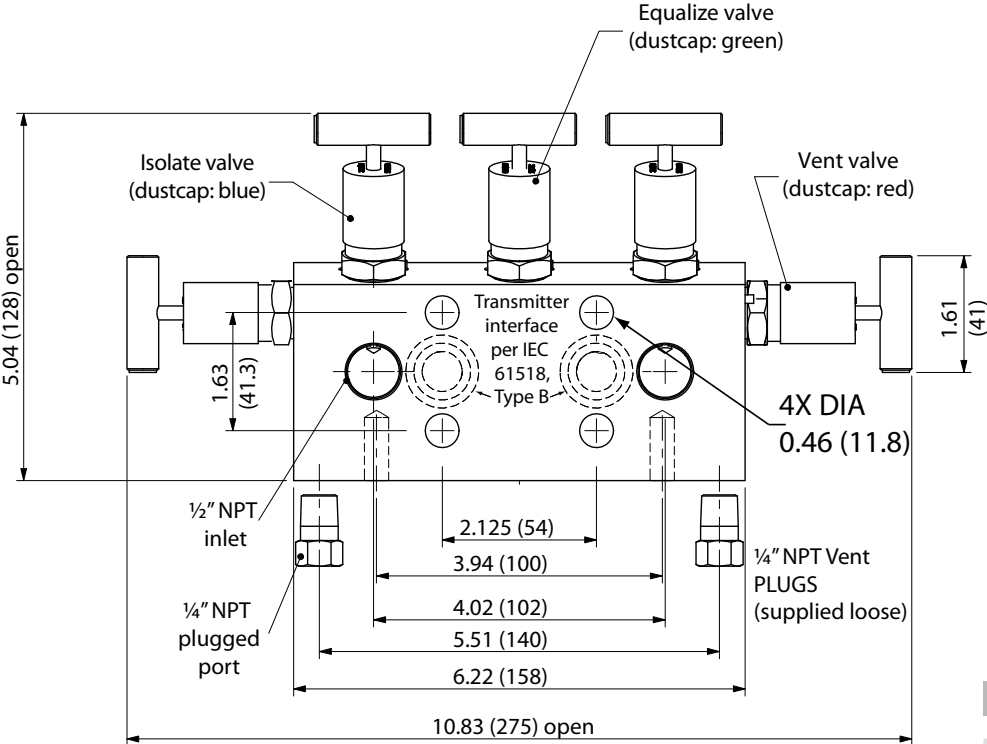 Equalize valve
(dustcap: green)
Isolate valve
(dustcap: blue)
Vent valve
(dustcap: red)
5.04 (128) open
1.61
(41)
Transmitter
interface
per IEC
61518,
Type B
1.63
(41.3)
4X DIA
0.46 (11.8)
½" NPT
inlet
2.125 (54)
3.94 (100)
¼" NPT Vent
PLUGS
(supplied loose)
¼" NPT
plugged
port
4.02 (102)
5.51 (140)
6.22 (158)
10.83 (275) open